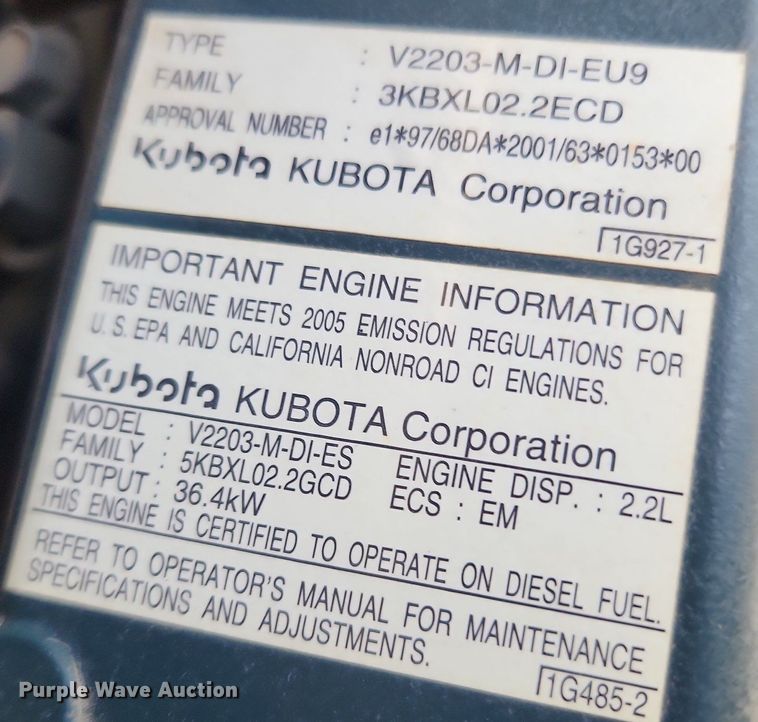 TYPE : V2203-M-DI-EU9
FAMILY : 3KBXL02.2ECD
APPROVAL NUMBER : e1*97/68DA*2001/63*0153*00
Kubota KUBOTA Corporation
1G927-1
IMPORTANT ENGINE INFORMATION
THIS ENGINE MEETS 2005 EMISSION REGULATIONS FOR
U.S. EPA AND CALIFORNIA NONROAD CI ENGINES.
Kubota KUBOTA Corporation
MODEL : V2203-M-DI-ES ENGINE DISP. : 2.2L
FAMILY : 5KBXL02.2GCD ECS : EM
OUTPUT : 36.4kW
THIS ENGINE IS CERTIFIED TO OPERATE ON DIESEL FUEL.
REFER TO OPERATOR'S MANUAL FOR MAINTENANCE
SPECIFICATIONS AND ADJUSTMENTS.
1G485-2
Purple Wave Auction